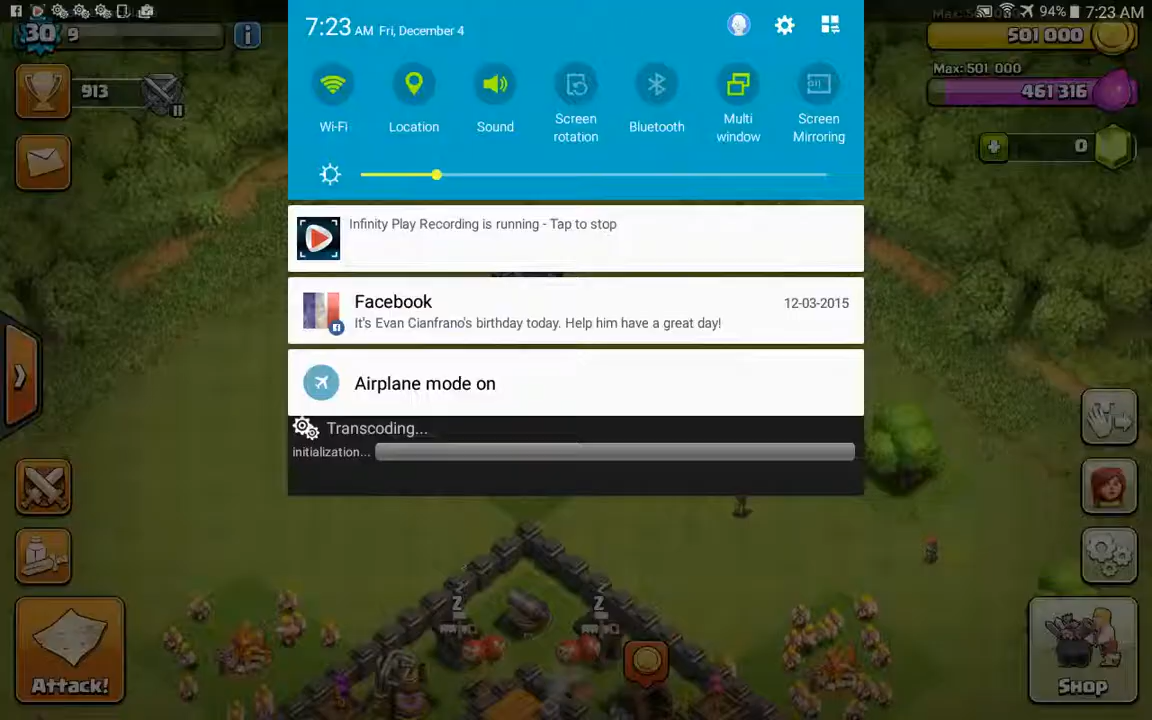 94% 7:23 AM
30 9
i
501 000
Max: 501 000
913
461 316
0
7:23 AM Fri, December 4
Wi-Fi
Location
Sound
Screen rotation
Bluetooth
Multi window
Screen Mirroring
Infinity Play Recording is running - Tap to stop
Facebook
12-03-2015
It's Evan Cianfrano's birthday today. Help him have a great day!
Airplane mode on
Transcoding...
initialization...
Z Z
Attack!
Shop